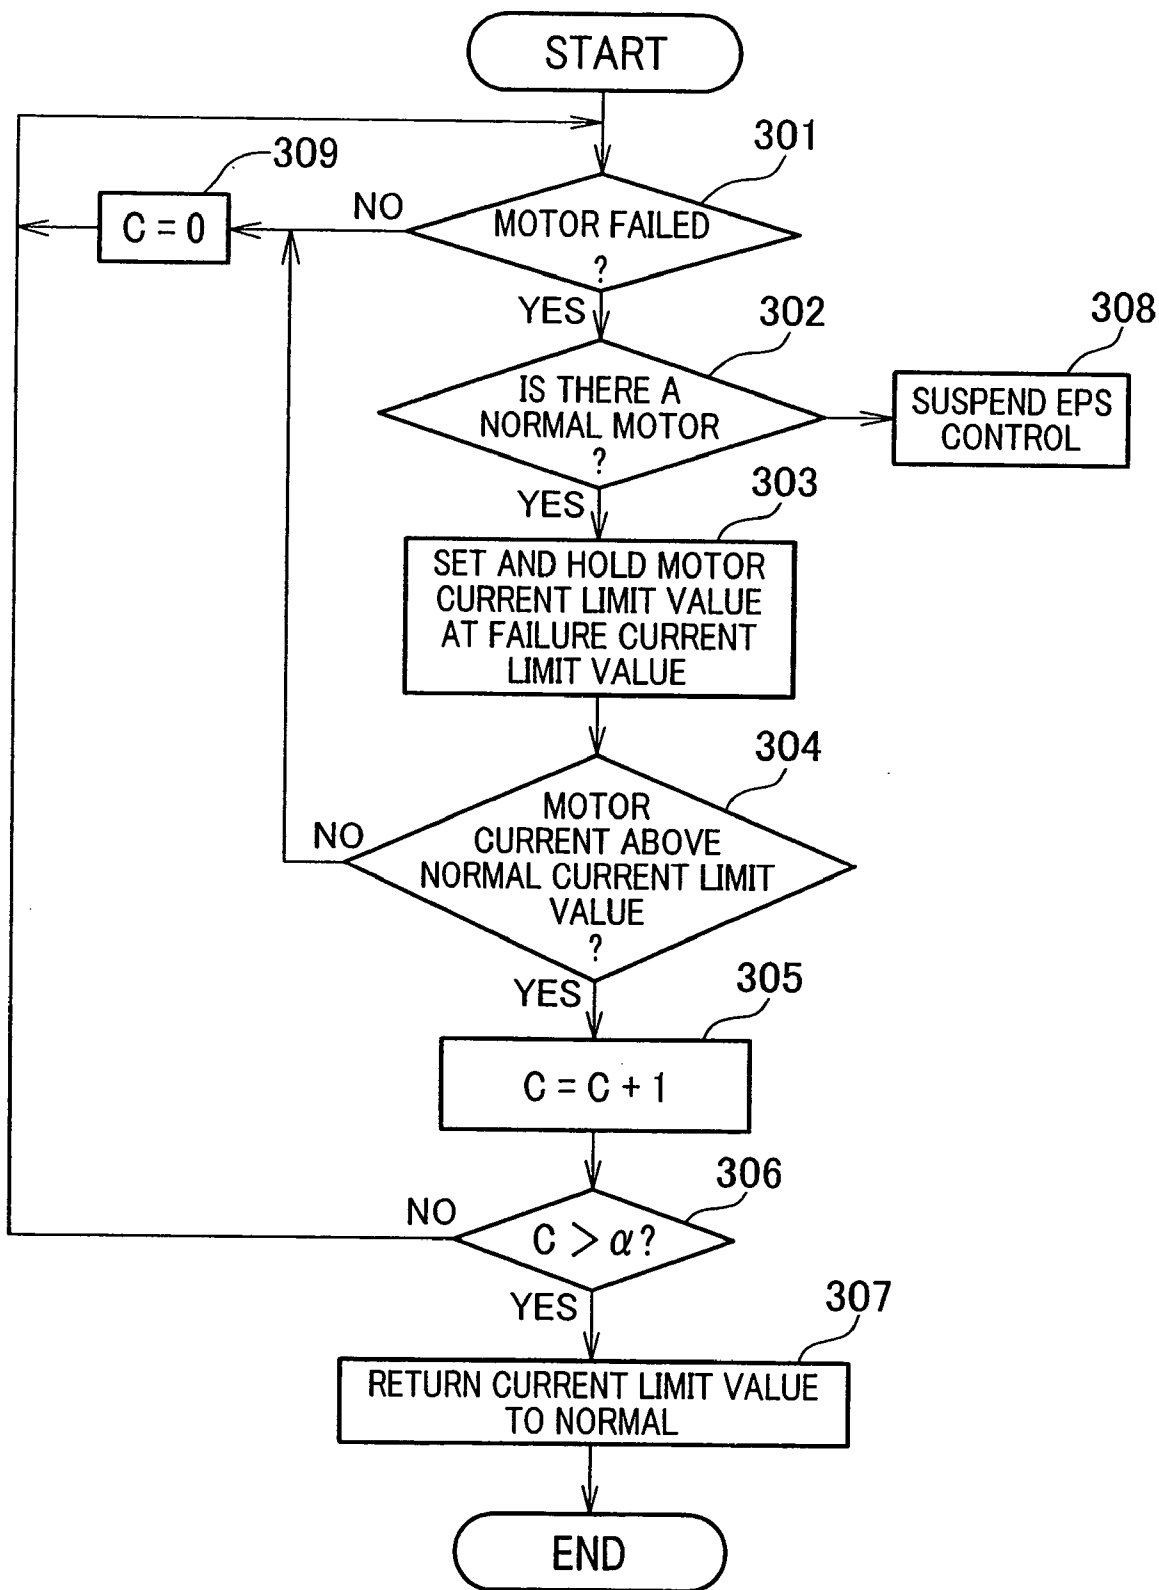 START
301
309
NO
C = 0
MOTOR FAILED
?
YES
302
308
IS THERE A
NORMAL MOTOR
?
SUSPEND EPS
CONTROL
YES
303
SET AND HOLD MOTOR
CURRENT LIMIT VALUE
AT FAILURE CURRENT
LIMIT VALUE
304
NO
MOTOR
CURRENT ABOVE
NORMAL CURRENT LIMIT
VALUE
?
YES
305
C = C + 1
306
NO
C > α?
YES
307
RETURN CURRENT LIMIT VALUE
TO NORMAL
END